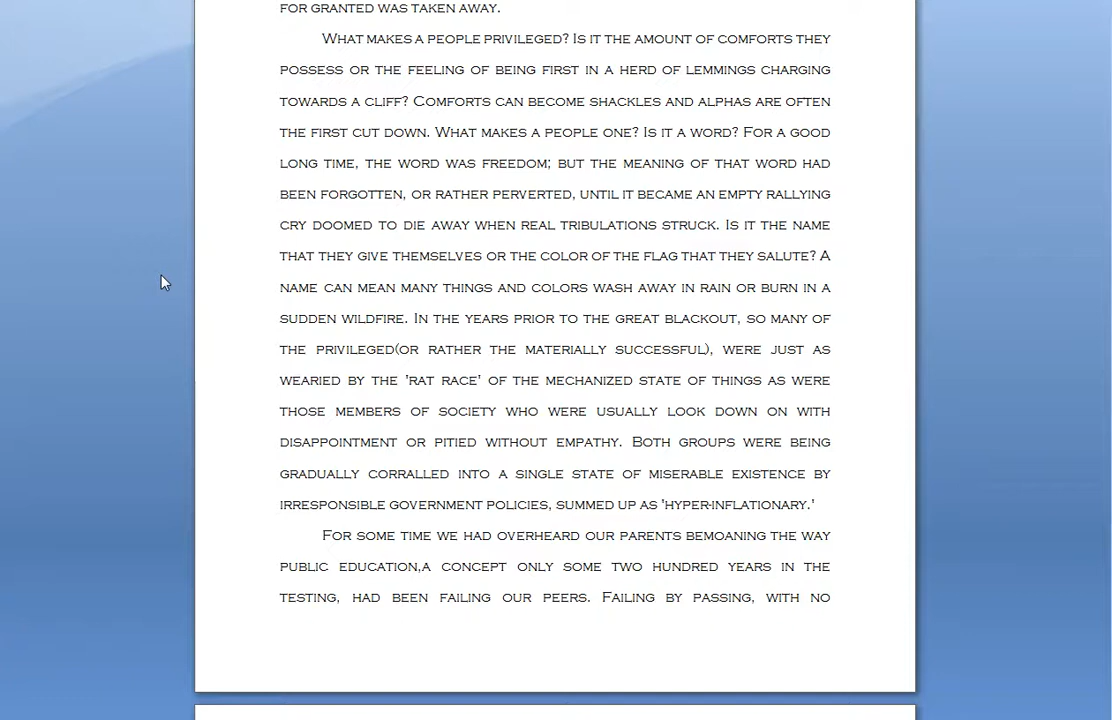 FOR GRANTED WAS TAKEN AWAY.
WHAT MAKES A PEOPLE PRIVILEGED? IS IT THE AMOUNT OF COMFORTS THEY
POSSESS OR THE FEELING OF BEING FIRST IN A HERD OF LEMMINGS CHARGING
TOWARDS A CLIFF? COMFORTS CAN BECOME SHACKLES AND ALPHAS ARE OFTEN
THE FIRST CUT DOWN. WHAT MAKES A PEOPLE ONE? IS IT A WORD? FOR A GOOD
LONG TIME, THE WORD WAS FREEDOM; BUT THE MEANING OF THAT WORD HAD
BEEN FORGOTTEN, OR RATHER PERVERTED, UNTIL IT BECAME AN EMPTY RALLYING
CRY DOOMED TO DIE AWAY WHEN REAL TRIBULATIONS STRUCK. IS IT THE NAME
THAT THEY GIVE THEMSELVES OR THE COLOR OF THE FLAG THAT THEY SALUTE? A
NAME CAN MEAN MANY THINGS AND COLORS WASH AWAY IN RAIN OR BURN IN A
SUDDEN WILDFIRE. IN THE YEARS PRIOR TO THE GREAT BLACKOUT, SO MANY OF
THE PRIVILEGED(OR RATHER THE MATERIALLY SUCCESSFUL), WERE JUST AS
WEARIED BY THE 'RAT RACE' OF THE MECHANIZED STATE OF THINGS AS WERE
THOSE MEMBERS OF SOCIETY WHO WERE USUALLY LOOK DOWN ON WITH
DISAPPOINTMENT OR PITIED WITHOUT EMPATHY. BOTH GROUPS WERE BEING
GRADUALLY CORRALLED INTO A SINGLE STATE OF MISERABLE EXISTENCE BY
IRRESPONSIBLE GOVERNMENT POLICIES, SUMMED UP AS 'HYPER-INFLATIONARY.'
FOR SOME TIME WE HAD OVERHEARD OUR PARENTS BEMOANING THE WAY
PUBLIC EDUCATION,A CONCEPT ONLY SOME TWO HUNDRED YEARS IN THE
TESTING, HAD BEEN FAILING OUR PEERS. FAILING BY PASSING, WITH NO